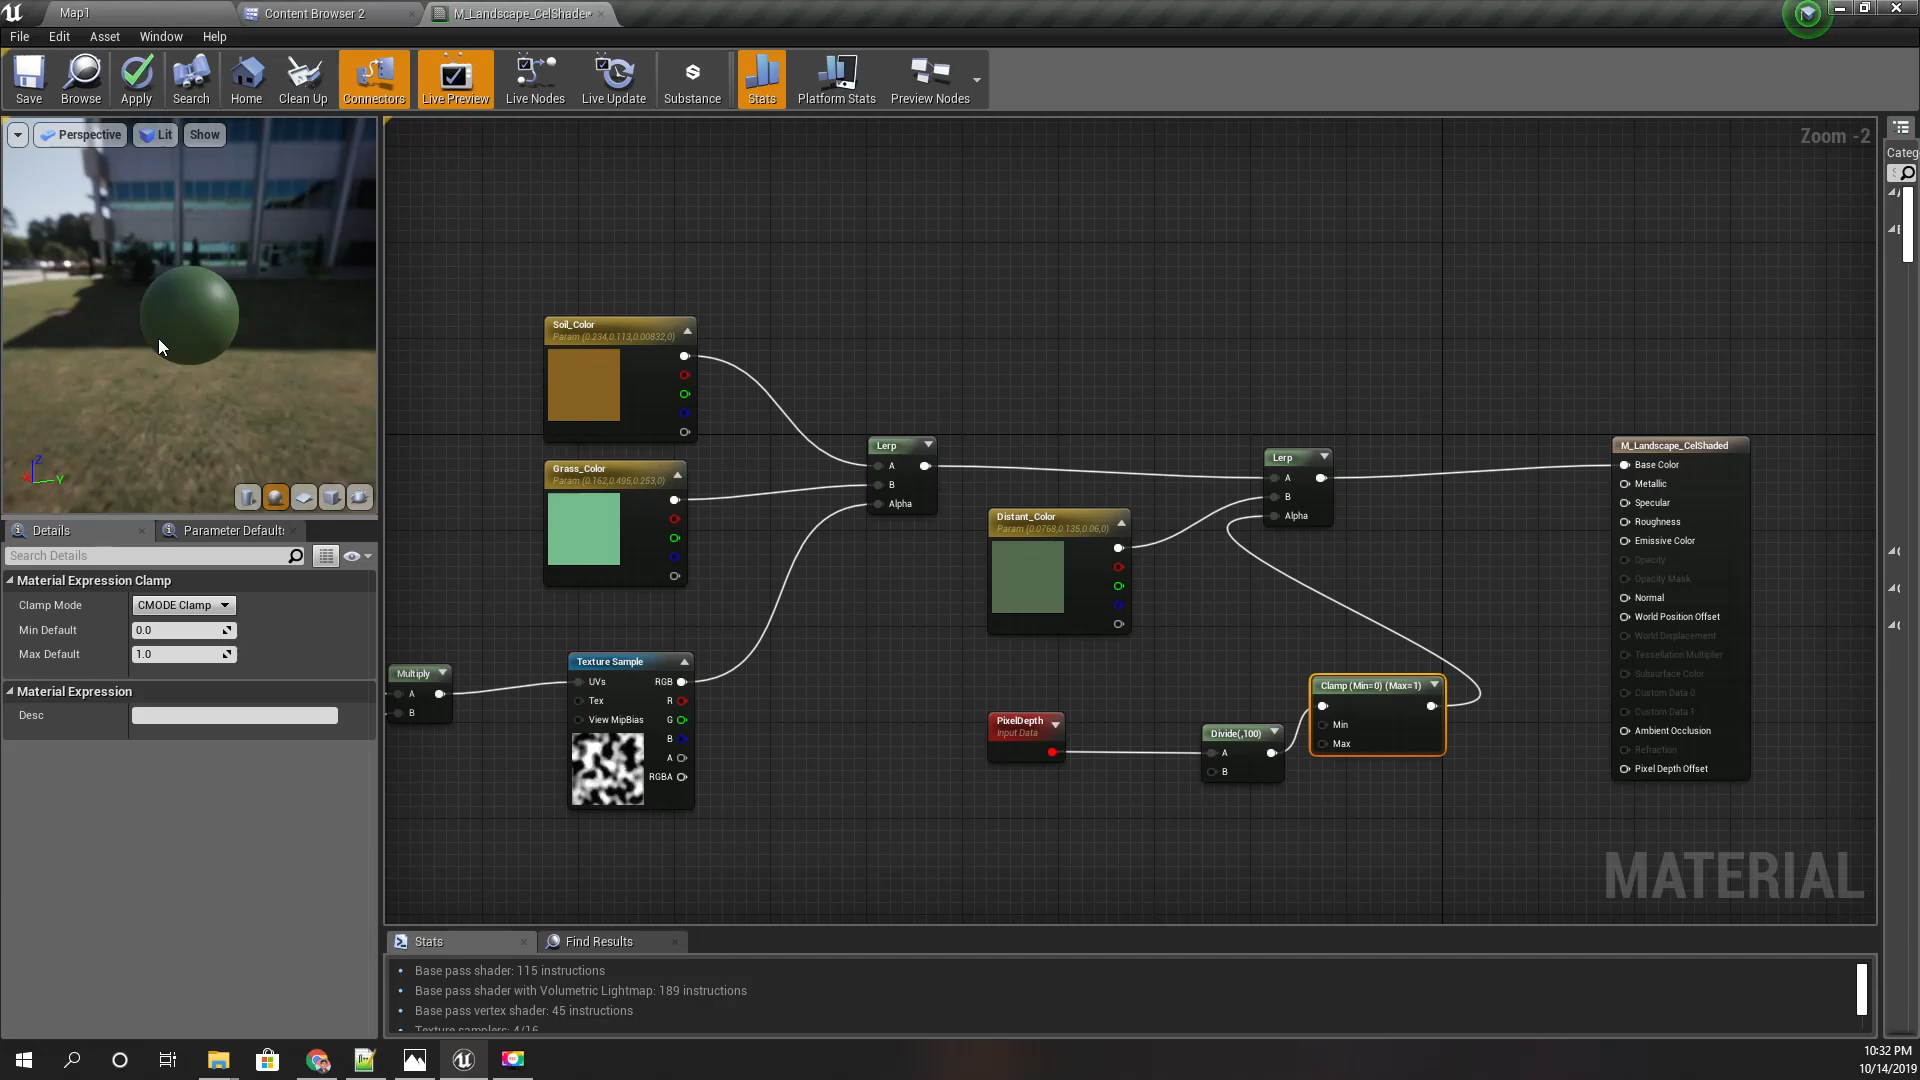 Map1
Content Browser 2
M_Landscape_CelShader*
File Edit Asset Window Help
Save Browse Apply Search Home Clean Up Connectors Live Preview Live Nodes Live Update Substance Stats Platform Stats Preview Nodes
Perspective Lit Show
Zoom -2
Categ
Soil_Color
Param (0.234,0.113,0.00832,0)
Grass_Color
Param (0.162,0.495,0.253,0)
Lerp
A
B
Alpha
Distant_Color
Param (0.0768,0.135,0.06,0)
Lerp
A
B
Alpha
M_Landscape_CelShaded
Base Color
Metallic
Specular
Roughness
Emissive Color
Opacity
Opacity Mask
Normal
World Position Offset
World Displacement
Tessellation Multiplier
Subsurface Color
Custom Data 0
Custom Data 1
Ambient Occlusion
Refraction
Pixel Depth Offset
Z
Y
Details
Parameter Defaults
Search Details
Material Expression Clamp
Clamp Mode CMODE Clamp
Min Default 0.0
Max Default 1.0
Material Expression
Desc
Multiply
A
B
Texture Sample
UVs RGB
Tex R
View MipBias G
B
A
RGBA
PixelDepth
Input Data
Divide(,100)
A
B
Clamp (Min=0) (Max=1)
Min
Max
MATERIAL
Stats
Find Results
Base pass shader: 115 instructions
Base pass shader with Volumetric Lightmap: 189 instructions
Base pass vertex shader: 45 instructions
Texture samplers: 4/16
10:32 PM
10/14/2019